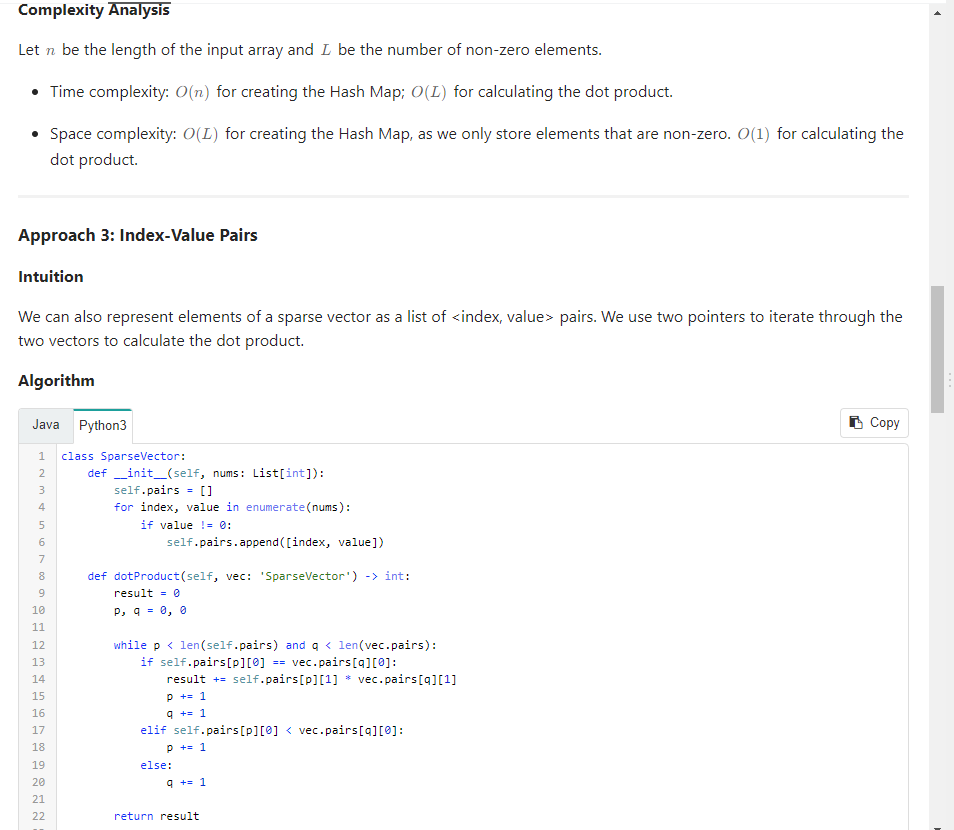 Complexity Analysis
Let n be the length of the input array and L be the number of non-zero elements.
• Time complexity: O(n) for creating the Hash Map; O(L) for calculating the dot product.
• Space complexity: O(L) for creating the Hash Map, as we only store elements that are non-zero. O(1) for calculating the
dot product.
Approach 3: Index-Value Pairs
Intuition
We can also represent elements of a sparse vector as a list of <index, value> pairs. We use two pointers to iterate through the
two vectors to calculate the dot product.
Algorithm
Java Python3 Copy
1 class SparseVector:
2     def __init__(self, nums: List[int]):
3         self.pairs = []
4         for index, value in enumerate(nums):
5             if value != 0:
6                 self.pairs.append([index, value])
7
8     def dotProduct(self, vec: 'SparseVector') -> int:
9         result = 0
10         p, q = 0, 0
11
12         while p < len(self.pairs) and q < len(vec.pairs):
13             if self.pairs[p][0] == vec.pairs[q][0]:
14                 result += self.pairs[p][1] * vec.pairs[q][1]
15                 p += 1
16                 q += 1
17             elif self.pairs[p][0] < vec.pairs[q][0]:
18                 p += 1
19             else:
20                 q += 1
21
22         return result